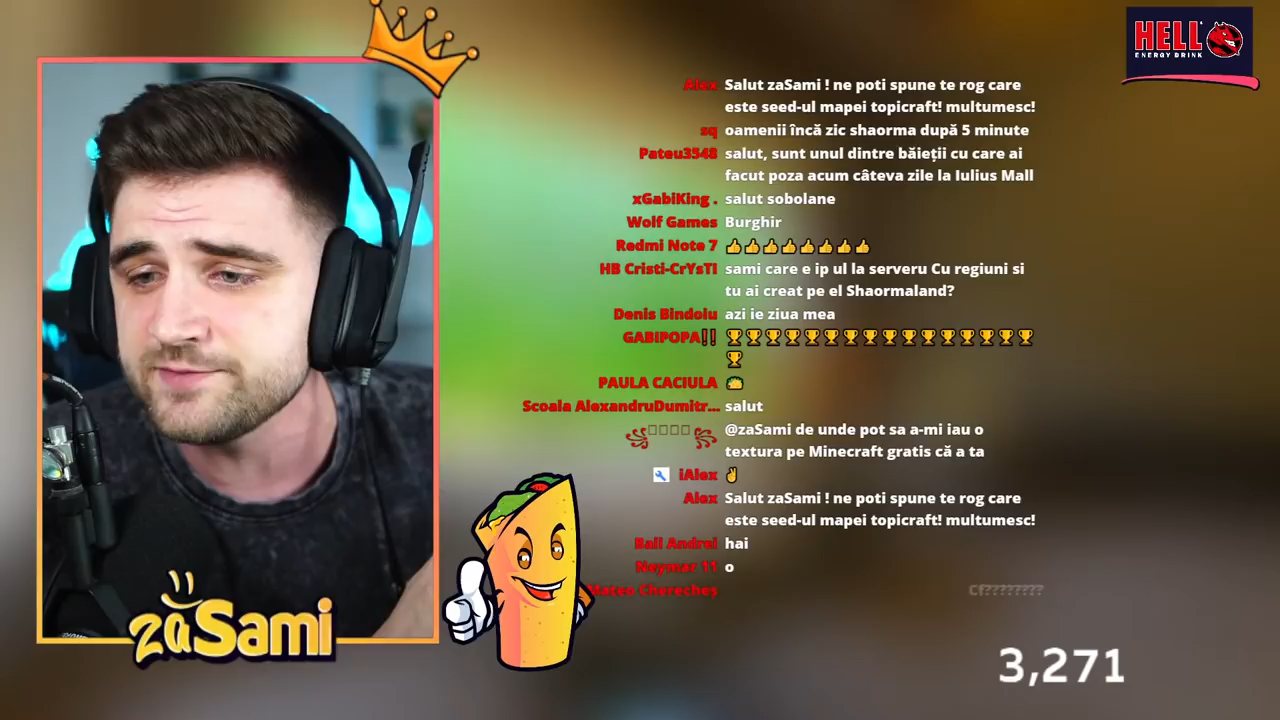 HELL
ENERGY DRINK
Alex Salut zaSami ! ne poti spune te rog care
este seed-ul mapei topicraft! multumesc!
sq oamenii încă zic shaorma după 5 minute
Pateu3548 salut, sunt unul dintre băieții cu care ai
facut poza acum câteva zile la Iulius Mall
xGabiKing . salut sobolane
Wolf Games Burghir
Redmi Note 7 👍👍👍👍👍👍👍👍
HB Cristi-CrYsTI sami care e ip ul la serveru Cu regiuni si
tu ai creat pe el Shaormaland?
Denis Bindoiu azi ie ziua mea
GABIPOPA‼️ 🏆🏆🏆🏆🏆🏆🏆🏆🏆🏆🏆🏆🏆🏆🏆🏆
🏆
PAULA CACIULA 🌮
Scoala AlexandruDumitr... salut
@zaSami de unde pot sa a-mi iau o
textura pe Minecraft gratis că a ta
iAlex ✌️
Alex Salut zaSami ! ne poti spune te rog care
este seed-ul mapei topicraft! multumesc!
Ball Andrei hai
Neymar 11 o
Matea Cherecheș Cf????????
zaSami
3,271